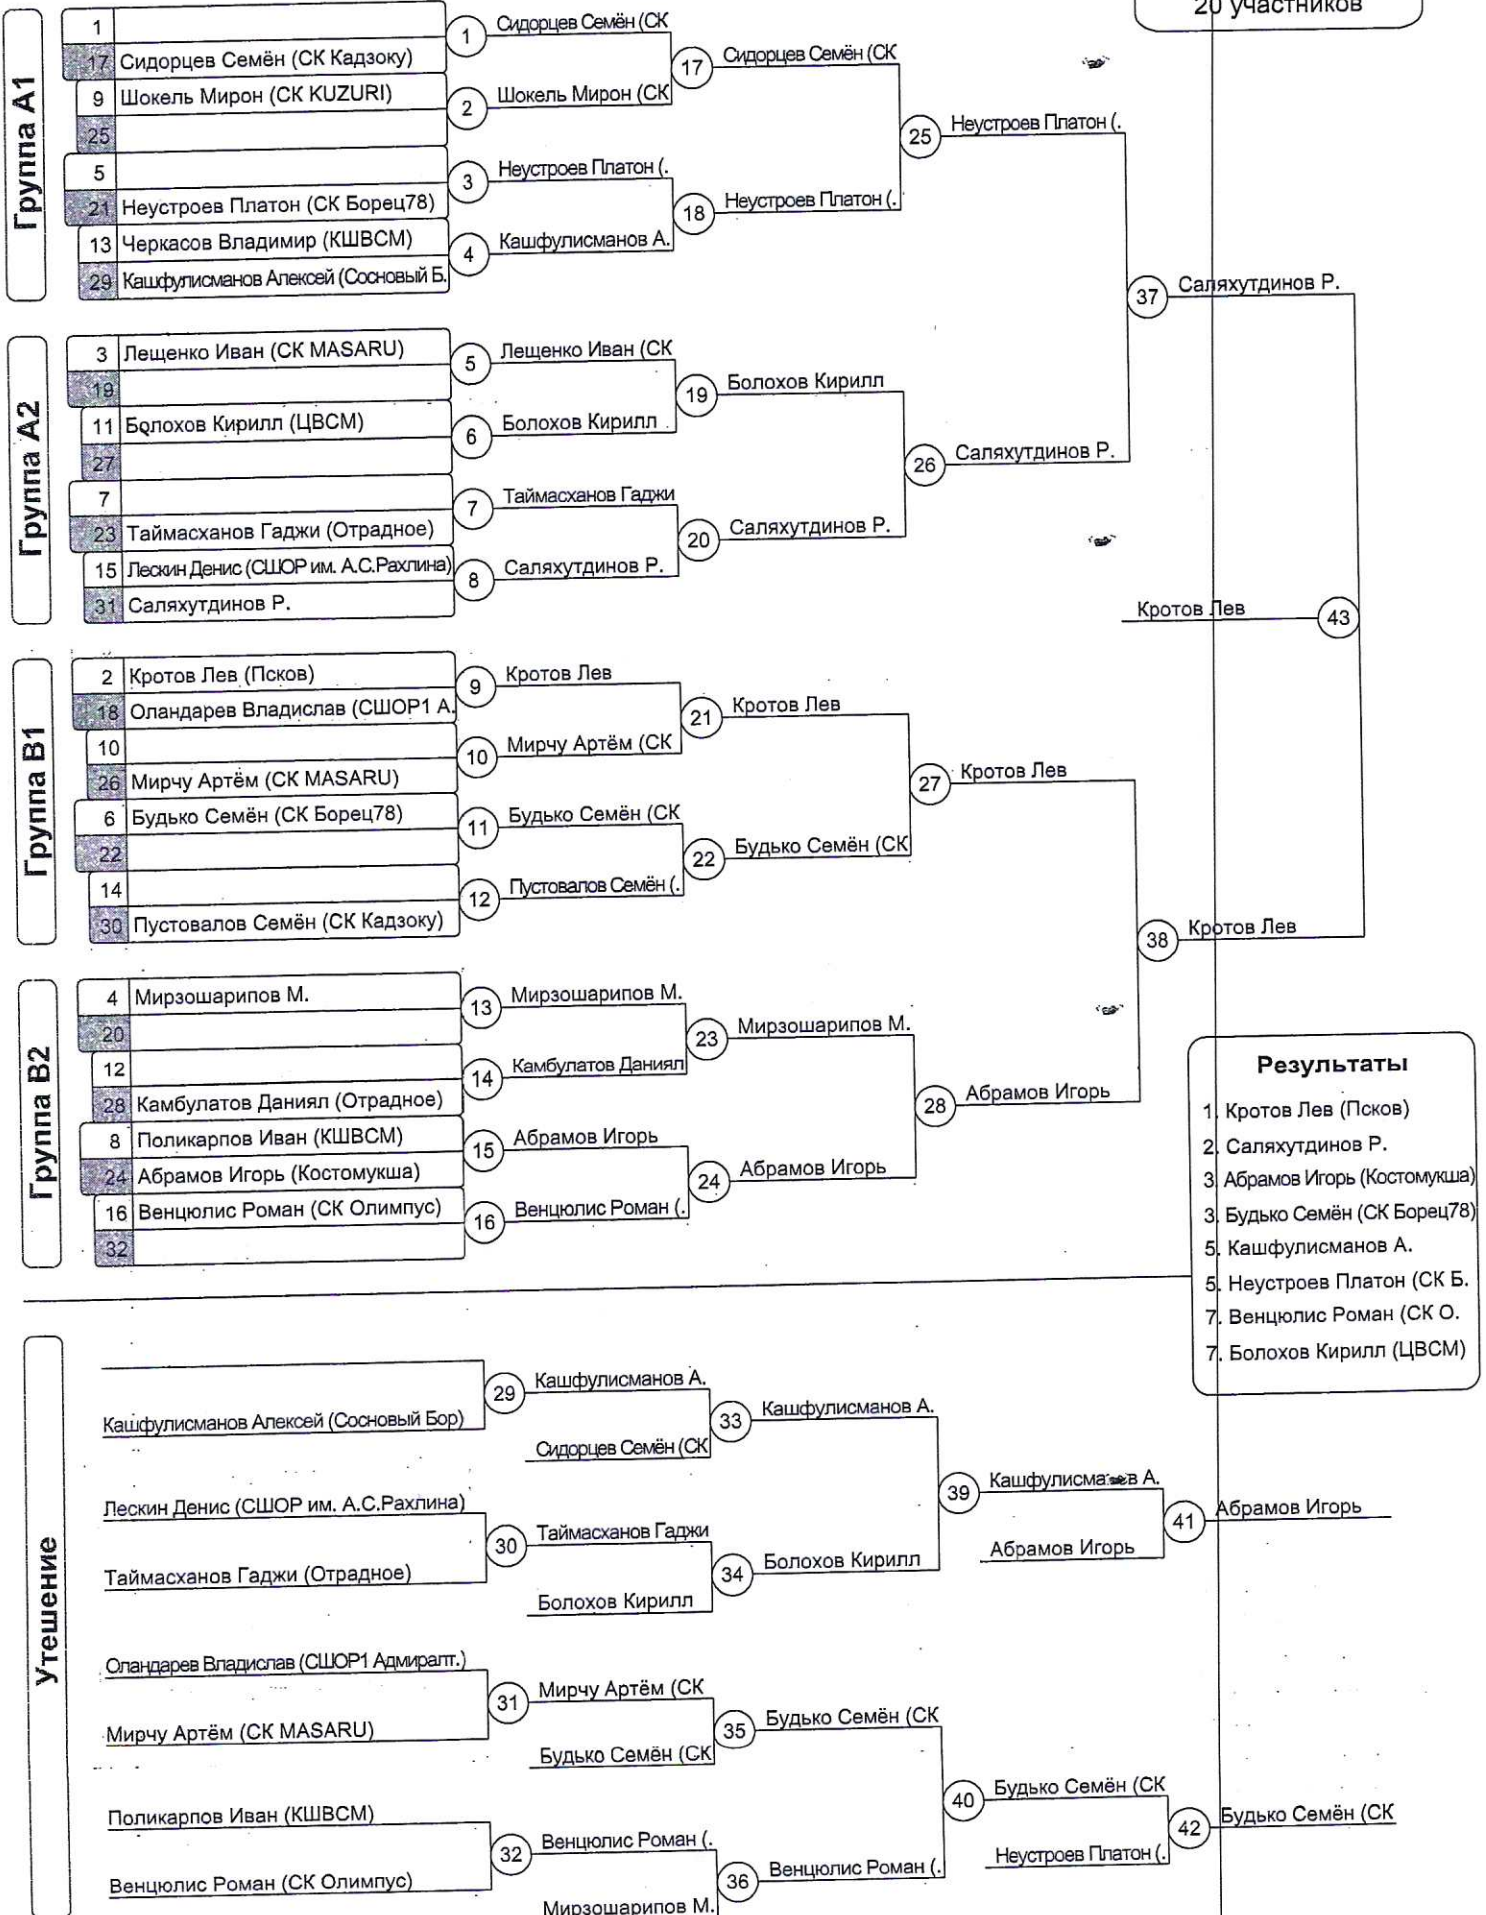 20 участников
Группа A1
1
17 Сидорцев Семён (СК Кадзоку)
9 Шокель Мирон (СК KUZURI)
25
5
21 Неустроев Платон (СК Борец78)
13 Черкасов Владимир (КШВСМ)
29 Кашфулисманов Алексей (Сосновый Б.
1 Сидорцев Семён (СК
2 Шокель Мирон (СК
3 Неустроев Платон (.
4 Кашфулисманов А.
17 Сидорцев Семён (СК
18 Неустроев Платон (.
25 Неустроев Платон (.
Группа A2
3 Лещенко Иван (СК MASARU)
19
11 Болохов Кирилл (ЦВСМ)
27
7
23 Таймасханов Гаджи (Отрадное)
15 Лескин Денис (СШОР им. А.С.Рахлина)
31 Саляхутдинов Р.
5 Лещенко Иван (СК
6 Болохов Кирилл
7 Таймасханов Гаджи
8 Саляхутдинов Р.
19 Болохов Кирилл
20 Саляхутдинов Р.
26 Саляхутдинов Р.
37 Саляхутдинов Р.
Кротов Лев 43
Группа B1
2 Кротов Лев (Псков)
18 Оландарев Владислав (СШОР1 А.
10
26 Мирчу Артём (СК MASARU)
6 Будько Семён (СК Борец78)
22
14
30 Пустовалов Семён (СК Кадзоку)
9 Кротов Лев
10 Мирчу Артём (СК
11 Будько Семён (СК
12 Пустовалов Семён (.
21 Кротов Лев
22 Будько Семён (СК
27 Кротов Лев
38 Кротов Лев
Группа B2
4 Мирзошарипов М.
20
12
28 Камбулатов Даниял (Отрадное)
8 Поликарпов Иван (КШВСМ)
24 Абрамов Игорь (Костомукша)
16 Венцюлис Роман (СК Олимпус)
32
13 Мирзошарипов М.
14 Камбулатов Даниял
15 Абрамов Игорь
16 Венцюлис Роман (.
23 Мирзошарипов М.
24 Абрамов Игорь
28 Абрамов Игорь
Результаты
1. Кротов Лев (Псков)
2. Саляхутдинов Р.
3. Абрамов Игорь (Костомукша)
3. Будько Семён (СК Борец78)
5. Кашфулисманов А.
5. Неустроев Платон (СК Б.
7. Венцюлис Роман (СК О.
7. Болохов Кирилл (ЦВСМ)
Утешение
Кашфулисманов Алексей (Сосновый Бор)
29 Кашфулисманов А.
Сидорцев Семён (СК
33 Кашфулисманов А.
Лескин Денис (СШОР им. А.С.Рахлина)
Таймасханов Гаджи (Отрадное)
30 Таймасханов Гаджи
Болохов Кирилл
34 Болохов Кирилл
39 Кашфулисманов А.
Абрамов Игорь
41 Абрамов Игорь
Оландарев Владислав (СШОР1 Адмиралт.)
Мирчу Артём (СК MASARU)
31 Мирчу Артём (СК
Будько Семён (СК
35 Будько Семён (СК
Поликарпов Иван (КШВСМ)
Венцюлис Роман (СК Олимпус)
32 Венцюлис Роман (.
Мирзошарипов М.
36 Венцюлис Роман (.
40 Будько Семён (СК
Неустроев Платон (.
42 Будько Семён (СК